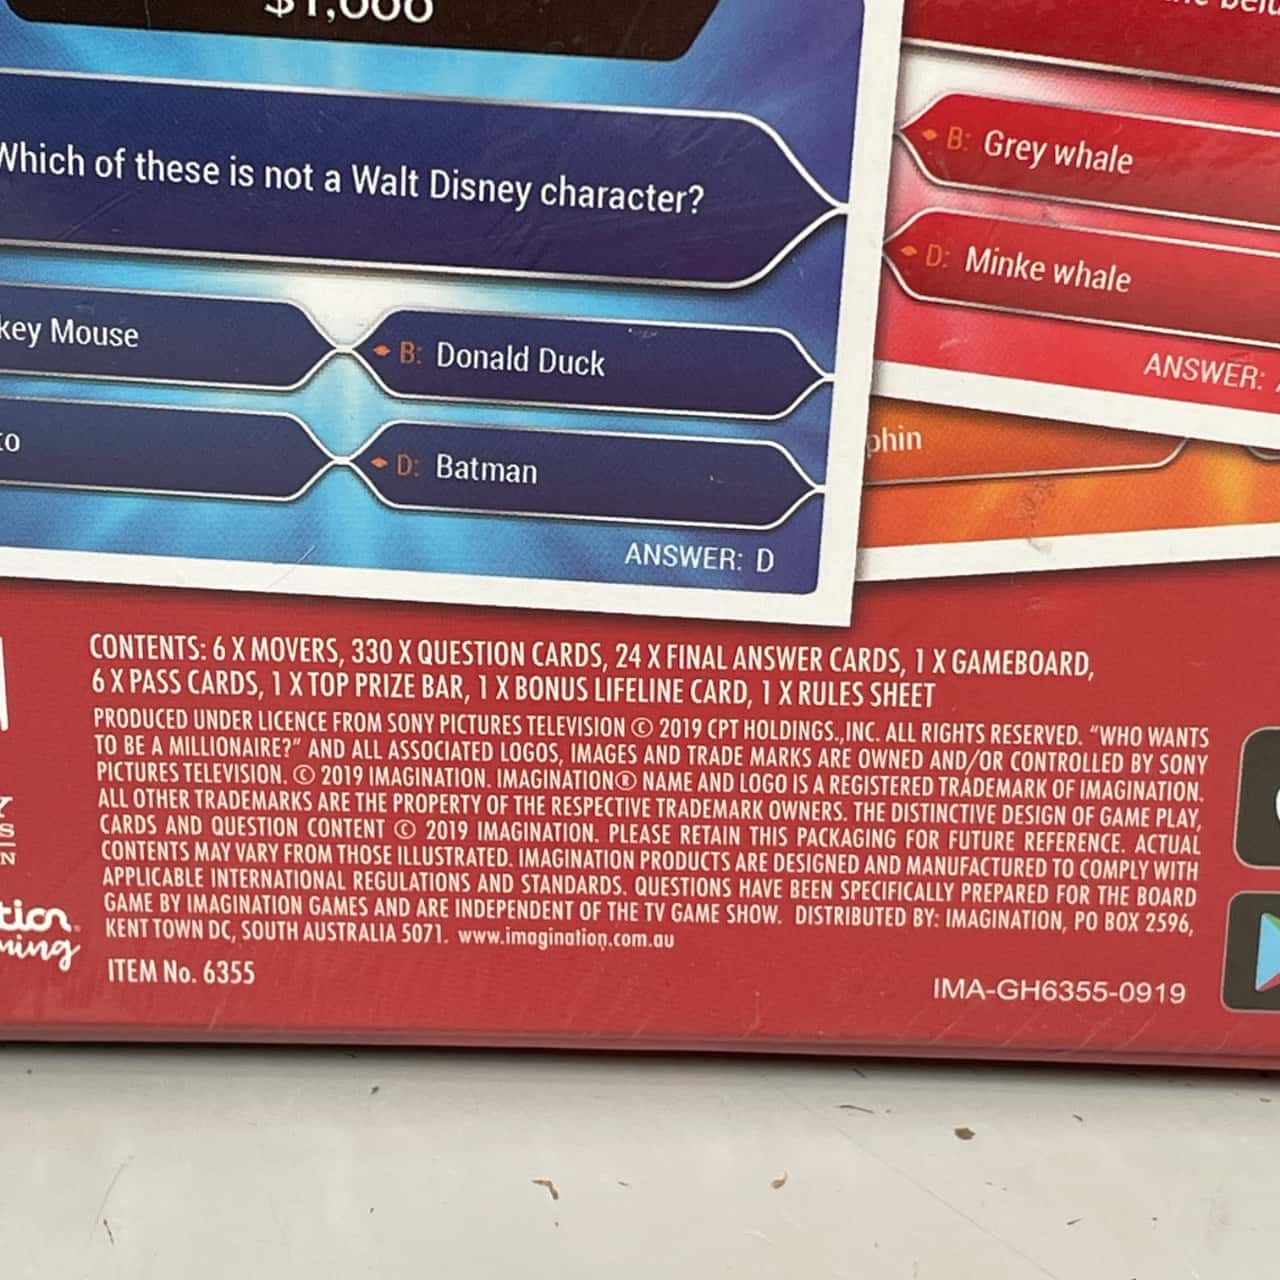 $1,000
Which of these is not a Walt Disney character?
key Mouse
B: Donald Duck
D: Batman
ANSWER: D
B: Grey whale
D: Minke whale
ANSWER:
phin
CONTENTS: 6 X MOVERS, 330 X QUESTION CARDS, 24 X FINAL ANSWER CARDS, 1 X GAMEBOARD,
6 X PASS CARDS, 1 X TOP PRIZE BAR, 1 X BONUS LIFELINE CARD, 1 X RULES SHEET
PRODUCED UNDER LICENCE FROM SONY PICTURES TELEVISION © 2019 CPT HOLDINGS.,INC. ALL RIGHTS RESERVED. “WHO WANTS
TO BE A MILLIONAIRE?” AND ALL ASSOCIATED LOGOS, IMAGES AND TRADE MARKS ARE OWNED AND/OR CONTROLLED BY SONY
PICTURES TELEVISION. © 2019 IMAGINATION. IMAGINATION® NAME AND LOGO IS A REGISTERED TRADEMARK OF IMAGINATION.
ALL OTHER TRADEMARKS ARE THE PROPERTY OF THE RESPECTIVE TRADEMARK OWNERS. THE DISTINCTIVE DESIGN OF GAME PLAY,
CARDS AND QUESTION CONTENT © 2019 IMAGINATION. PLEASE RETAIN THIS PACKAGING FOR FUTURE REFERENCE. ACTUAL
CONTENTS MAY VARY FROM THOSE ILLUSTRATED. IMAGINATION PRODUCTS ARE DESIGNED AND MANUFACTURED TO COMPLY WITH
APPLICABLE INTERNATIONAL REGULATIONS AND STANDARDS. QUESTIONS HAVE BEEN SPECIFICALLY PREPARED FOR THE BOARD
GAME BY IMAGINATION GAMES AND ARE INDEPENDENT OF THE TV GAME SHOW. DISTRIBUTED BY: IMAGINATION, PO BOX 2596,
KENT TOWN DC, SOUTH AUSTRALIA 5071. www.imagination.com.au
ITEM No. 6355
IMA-GH6355-0919